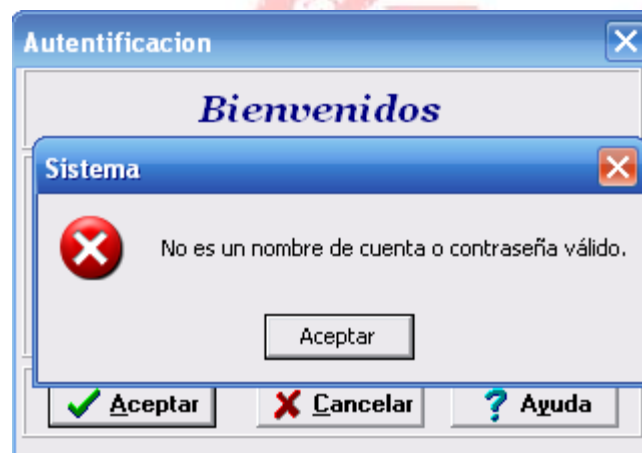 Autentificacion
Bienvenidos
Sistema
No es un nombre de cuenta o contraseña válido.
Aceptar
Aceptar
Cancelar
Ayuda